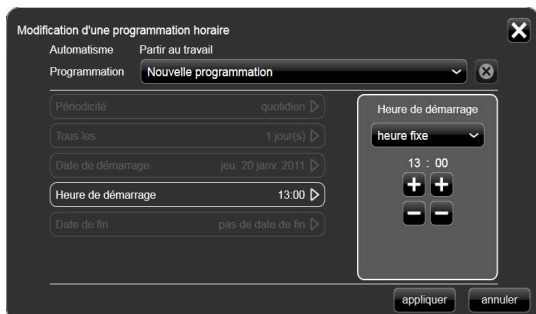 Modification d'une programmation horaire
Automatisme Partir au travail
Programmation Nouvelle programmation
Périodicité quotidien
Tous les 1 jour(s)
Date de démarrage jeu. 20 janv. 2011
Heure de démarrage 13:00
Date de fin pas de date de fin
Heure de démarrage
heure fixe
13 : 00
appliquer annuler